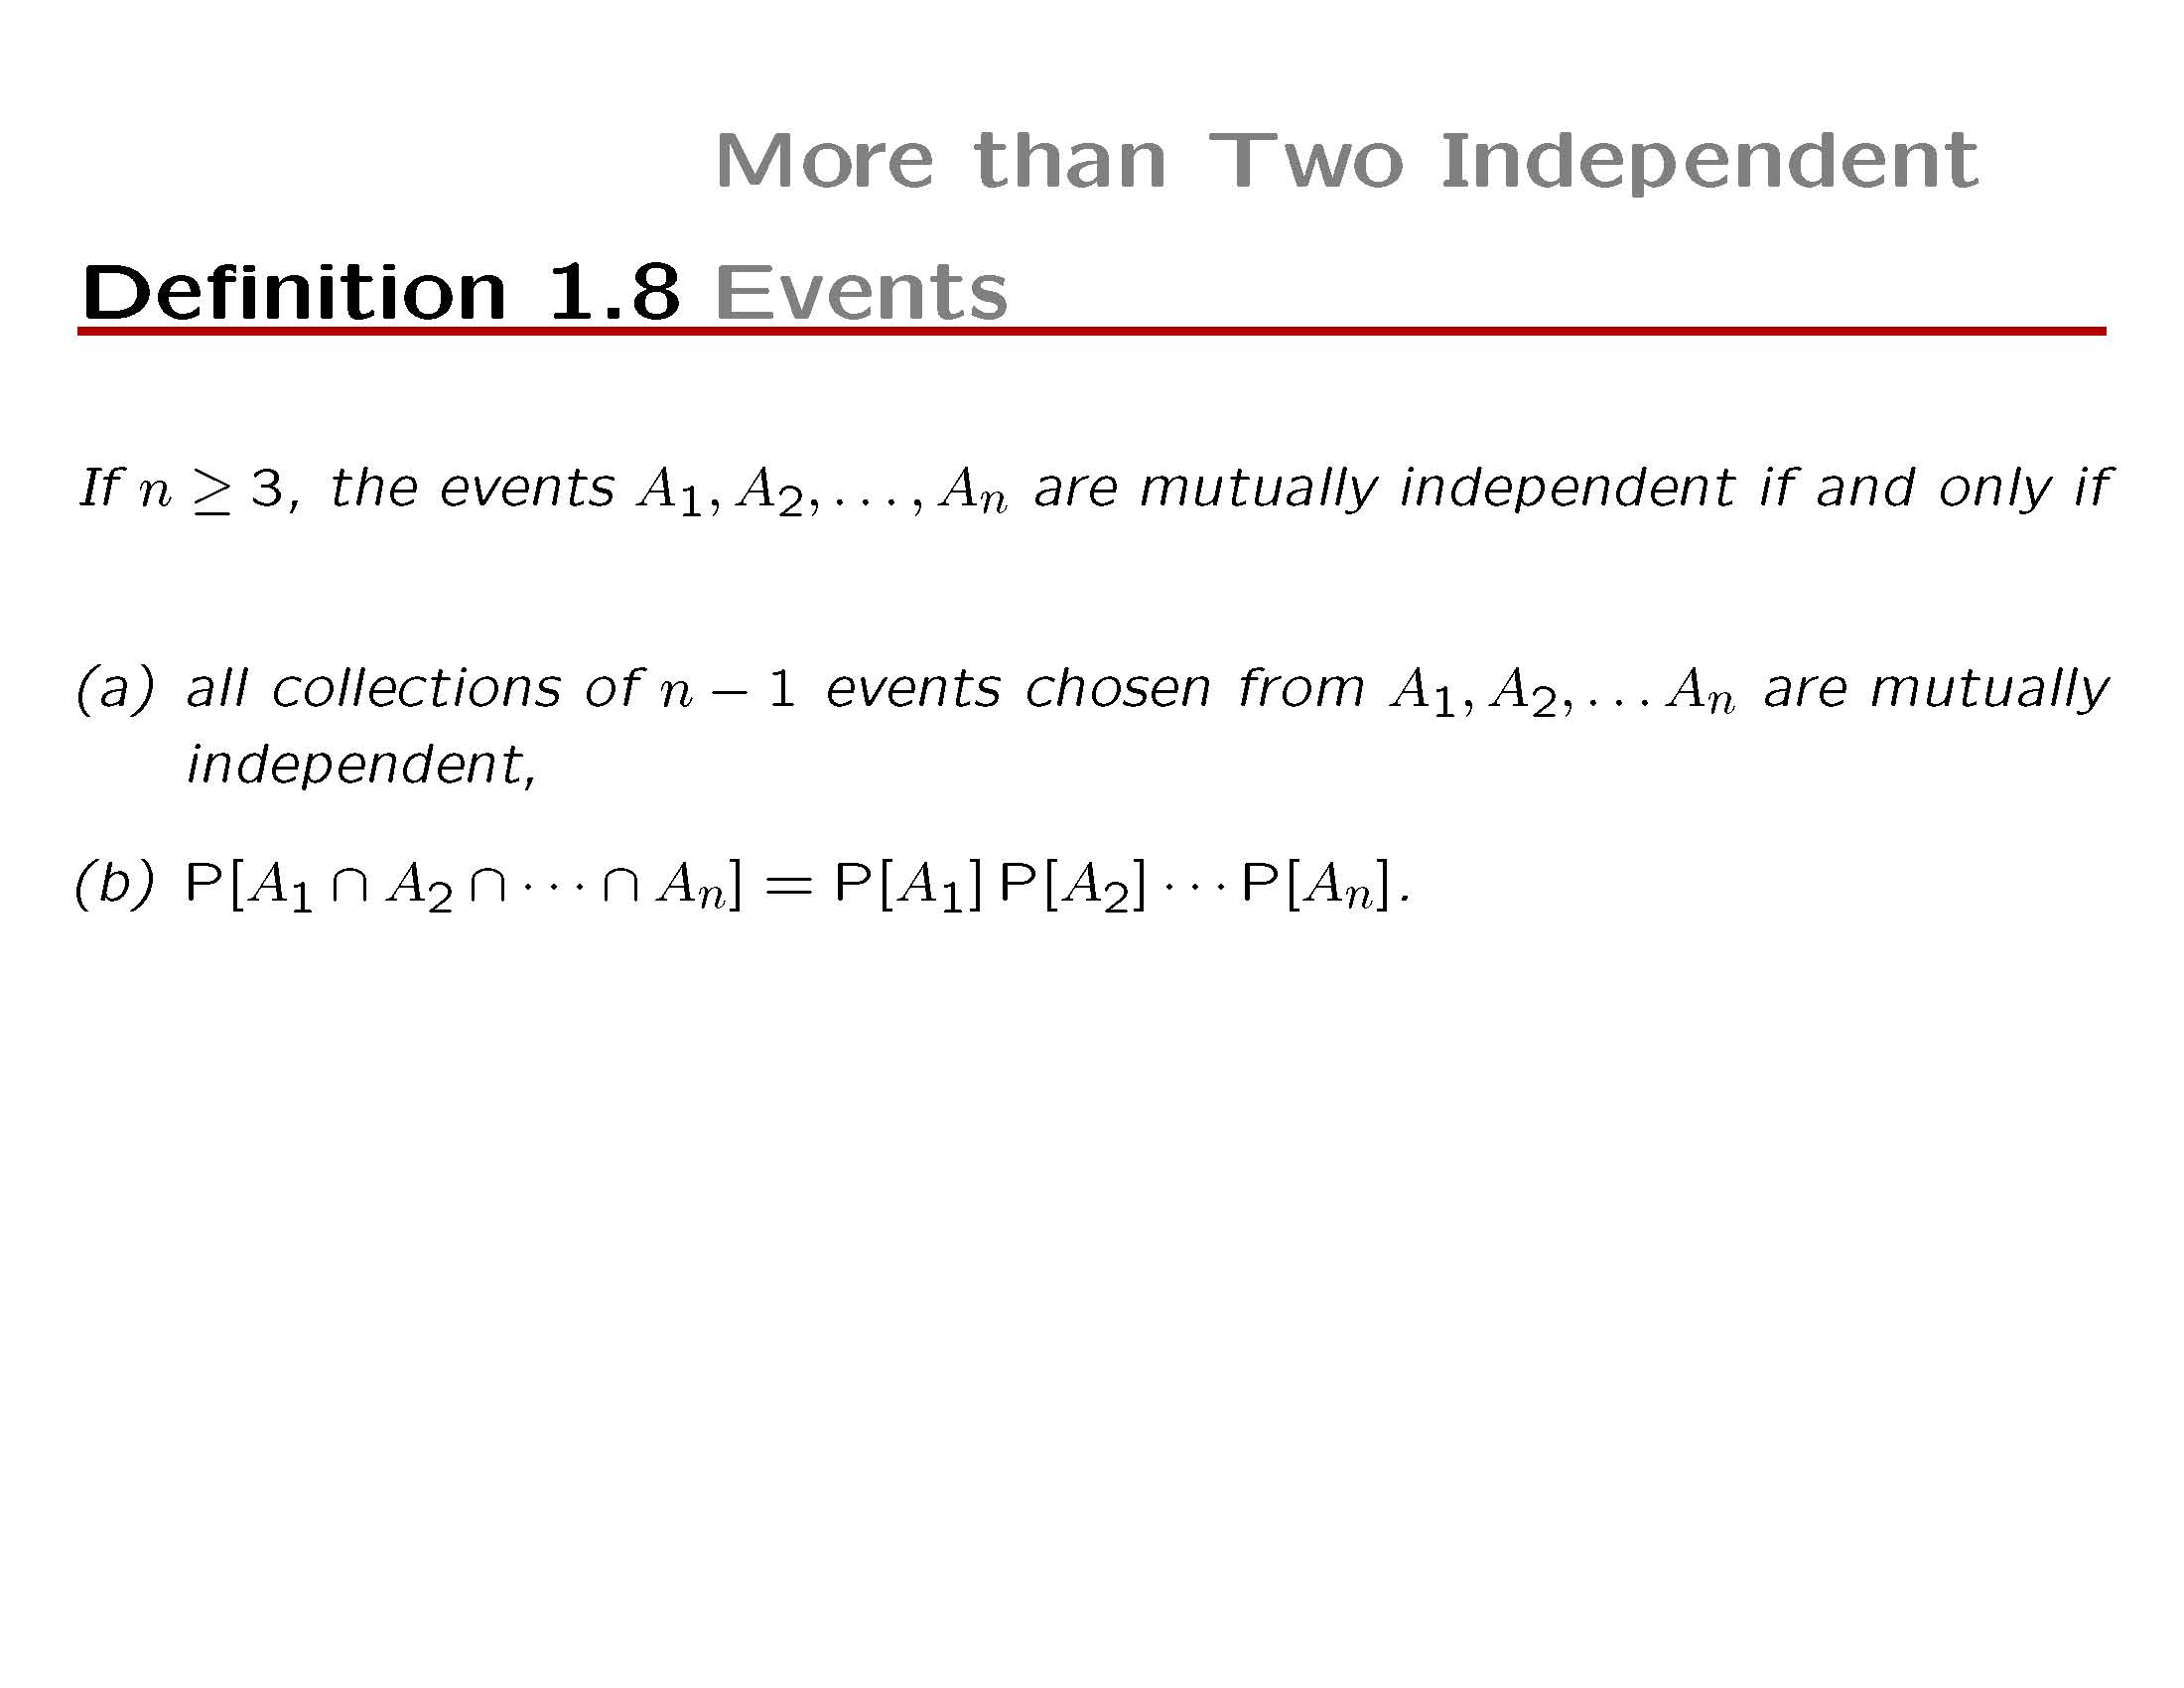 More than Two Independent
Definition 1.8 Events
If n ≥ 3, the events A₁, A₂, . . . , Aₙ are mutually independent if and only if
(a) all collections of n − 1 events chosen from A₁, A₂, . . . Aₙ are mutually
independent,
(b) P[A₁ ∩ A₂ ∩ · · · ∩ Aₙ] = P[A₁] P[A₂] · · · P[Aₙ].